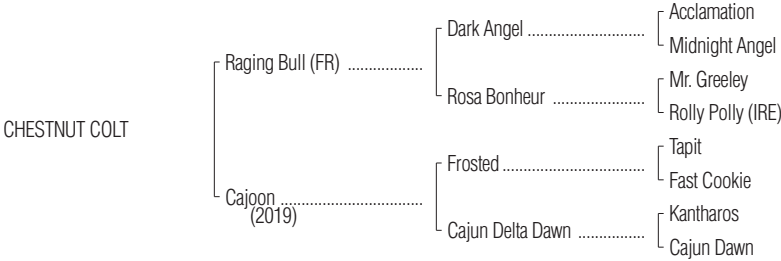 Acclamation
Dark Angel ..........................
Midnight Angel
Raging Bull (FR) .................
Mr. Greeley
Rosa Bonheur .....................
Rolly Polly (IRE)
CHESTNUT COLT
Tapit
Frosted ................................
Fast Cookie
Cajoon ................................
(2019)
Kantharos
Cajun Delta Dawn ...............
Cajun Dawn